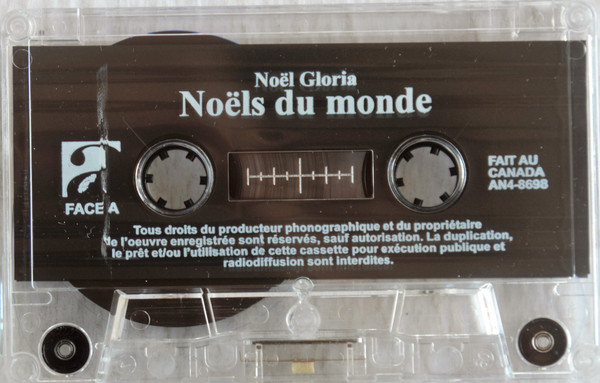 Noël Gloria
Noëls du monde
FACE A
FAIT AU
CANADA
AN4-8698
Tous droits du producteur phonographique et du propriétaire
de l'oeuvre enregistrée sont réservés, sauf autorisation. La duplication,
le prêt et/ou l'utilisation de cette cassette pour exécution publique et
radiodiffusion sont interdites.